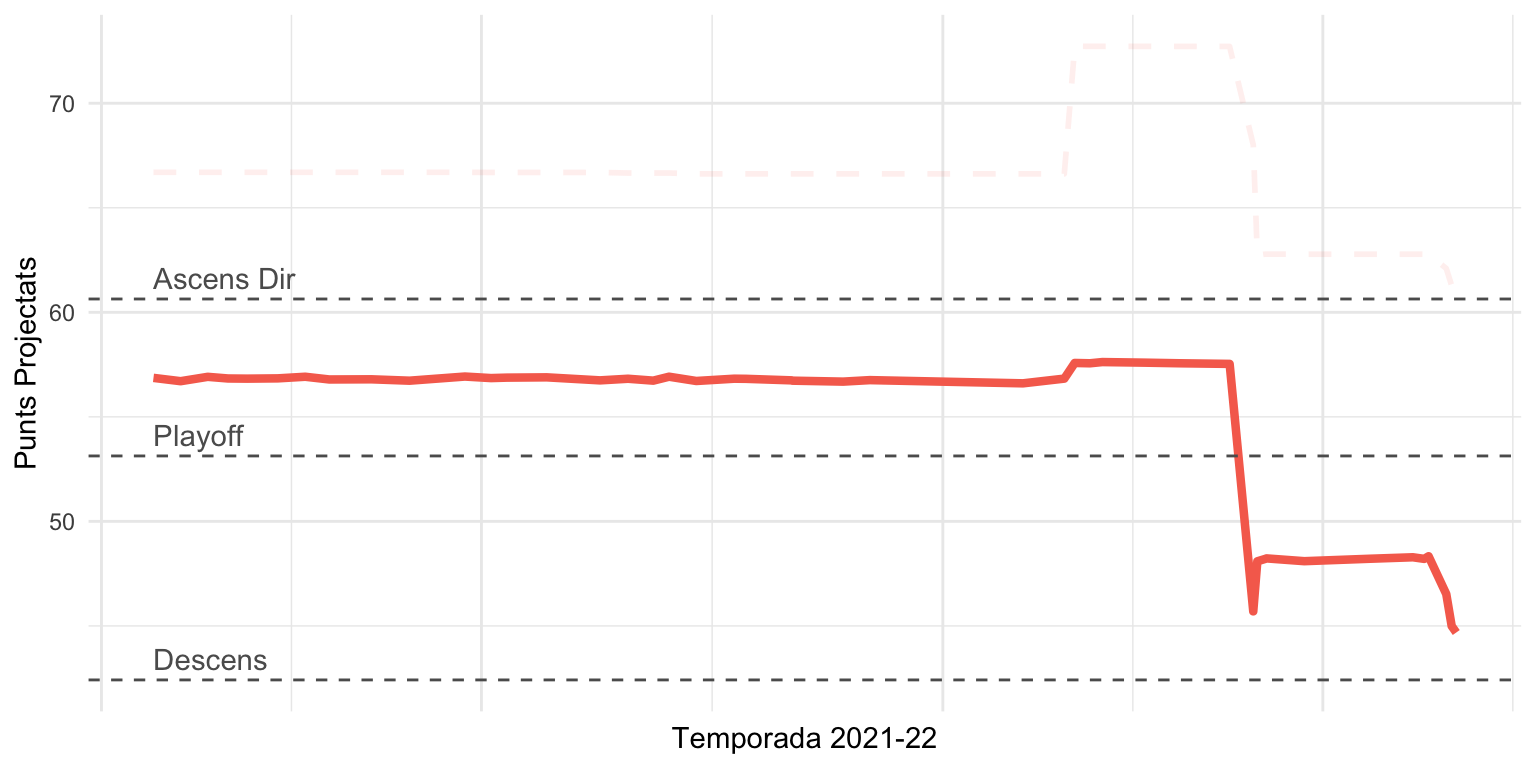 70
Ascens Dir
60
Playoff
50
Descens
Punts Projectats
Temporada 2021-22